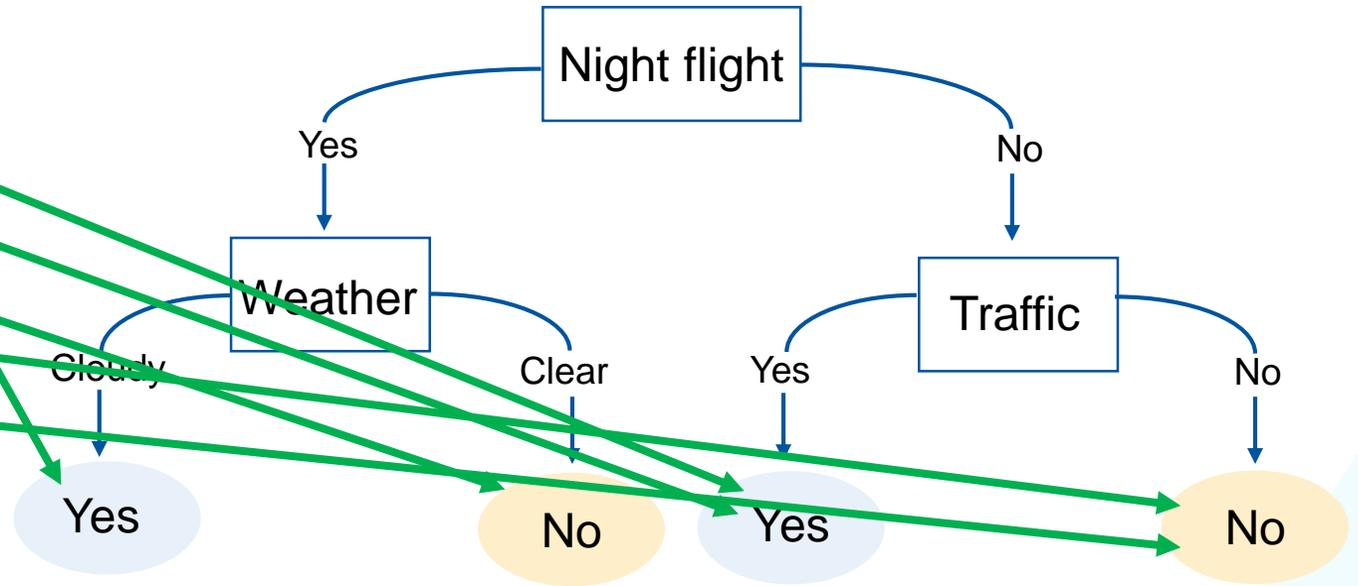 Night flight
Yes
No
Weather
Traffic
Cloudy
Clear
Yes
No
Yes
No
Yes
No